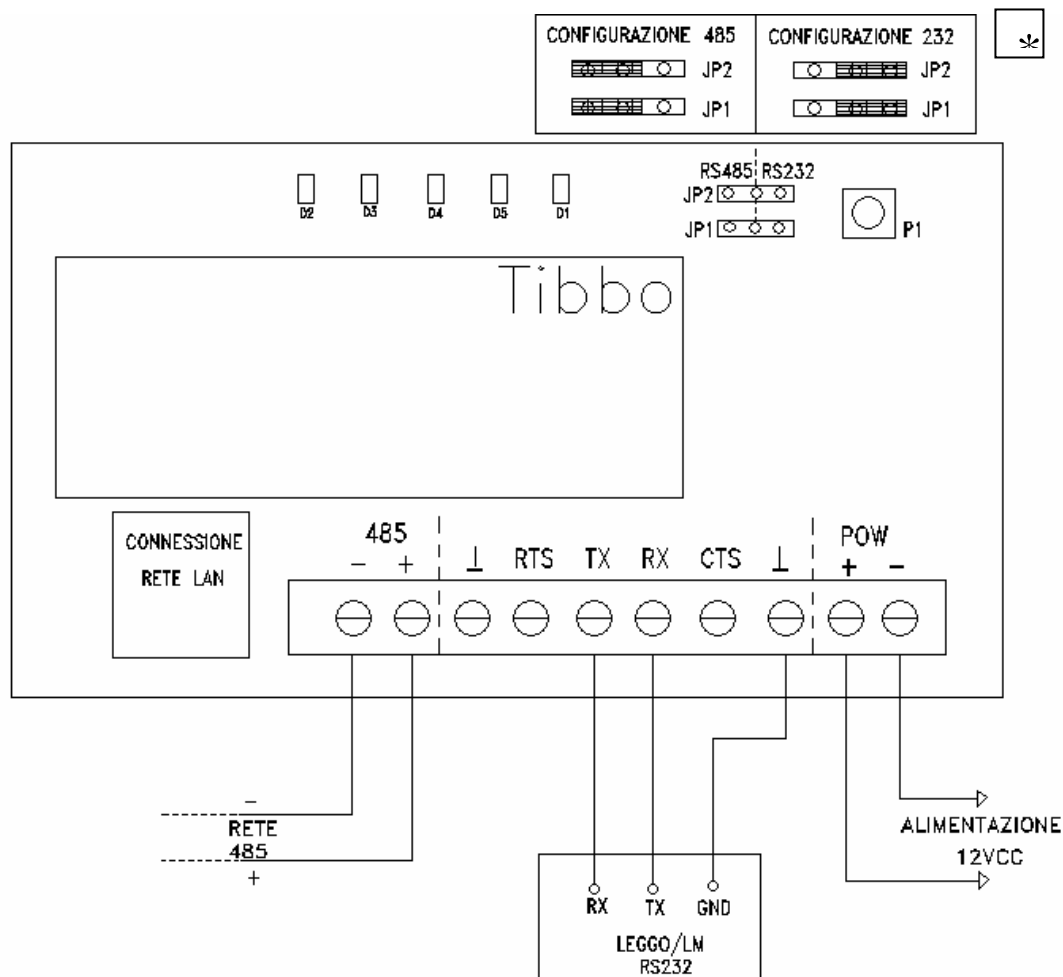 CONFIGURAZIONE 485
JP2
JP1
CONFIGURAZIONE 232
JP2
JP1
*
RS485 RS232
JP2
JP1
P1
D2 D3 D4 D5 D1
Tibbo
CONNESSIONE
RETE LAN
485
- +
⊥ RTS TX RX CTS ⊥
POW
+ -
-
RETE
485
+
ALIMENTAZIONE
12VCC
RX TX GND
LEGGO/LM
RS232